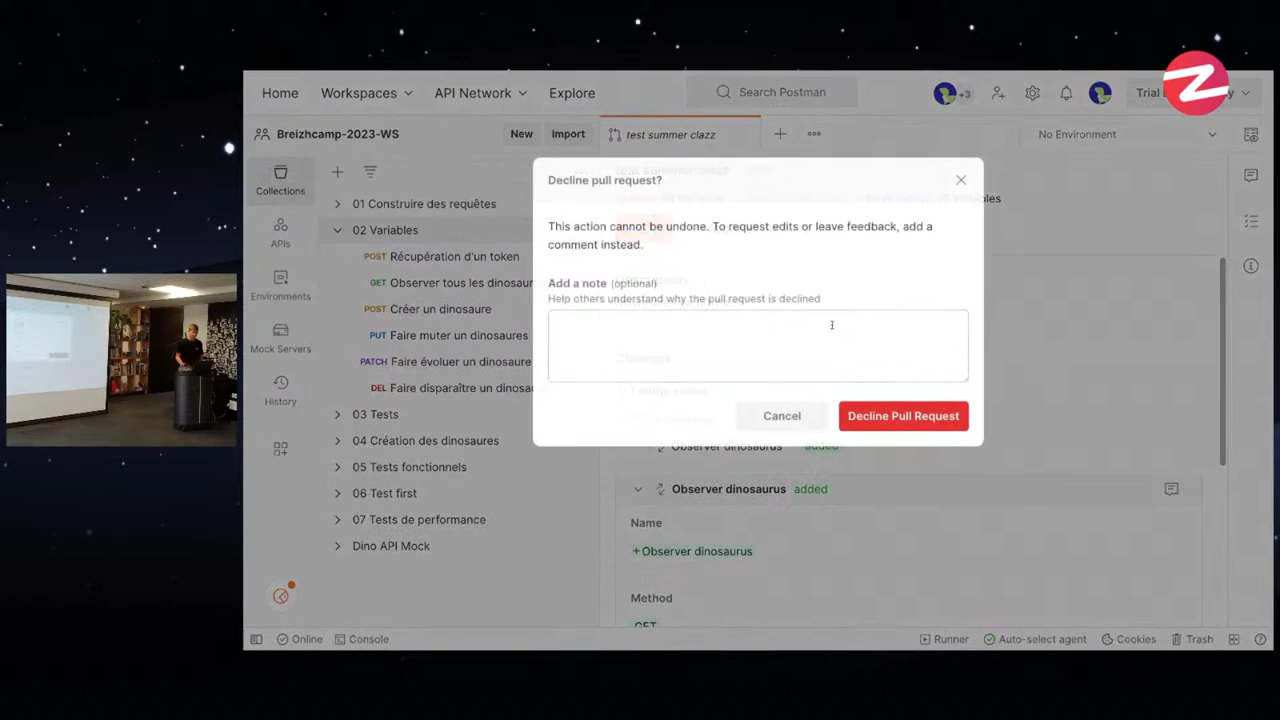 Home
Workspaces
API Network
Explore
Search Postman
+3
Trial
Breizhcamp-2023-WS
New
Import
test summer clazz
No Environment
Collections
APIs
Environments
Mock Servers
History
01 Construire des requêtes
02 Variables
POST Récupération d'un token
GET Observer tous les dinosaur
POST Créer un dinosaure
PUT Faire muter un dinosaures
PATCH Faire évoluer un dinosaure
DEL Faire disparaître un dinosau
03 Tests
04 Création des dinosaures
05 Tests fonctionnels
06 Test first
07 Tests de performance
Dino API Mock
Decline pull request?
This action cannot be undone. To request edits or leave feedback, add a
comment instead.
Add a note (optional)
Help others understand why the pull request is declined
Cancel
Decline Pull Request
Variables
Changes
Observer dinosaurus added
Observer dinosaurus added
Name
+Observer dinosaurus
Method
GET
Online
Console
Runner
Auto-select agent
Cookies
Trash